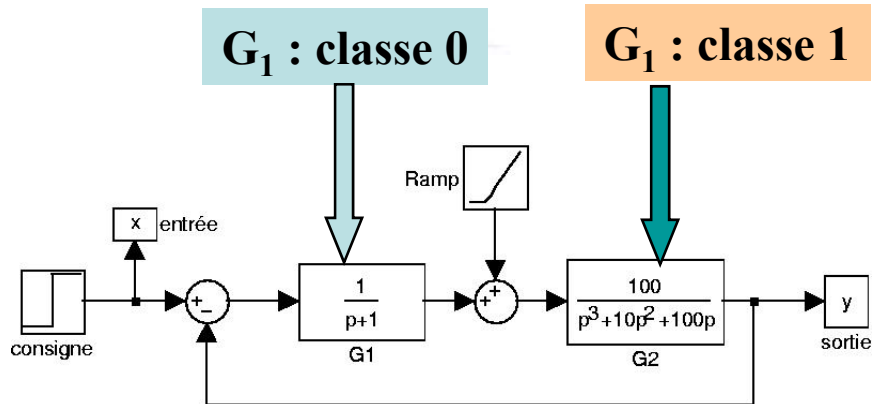 G₁ : classe 0
G₁ : classe 1
Ramp
x entrée
+
−
1
p+1
G1
+ +
100
p³+10p²+100p
G2
y
sortie
consigne